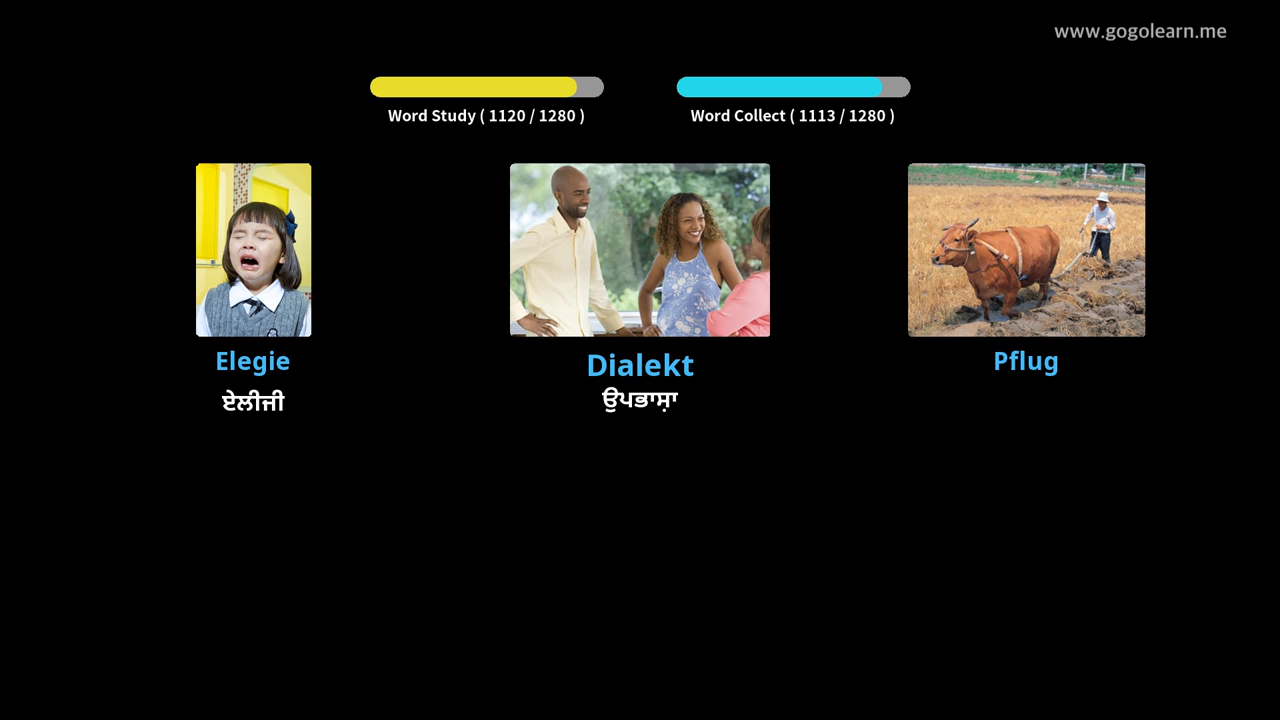 www.gogolearn.me
Word Study ( 1120 / 1280 )
Word Collect ( 1113 / 1280 )
Elegie
ਏਲੀਜੀ
Dialekt
ਉਪਭਾਸ਼ਾ
Pflug